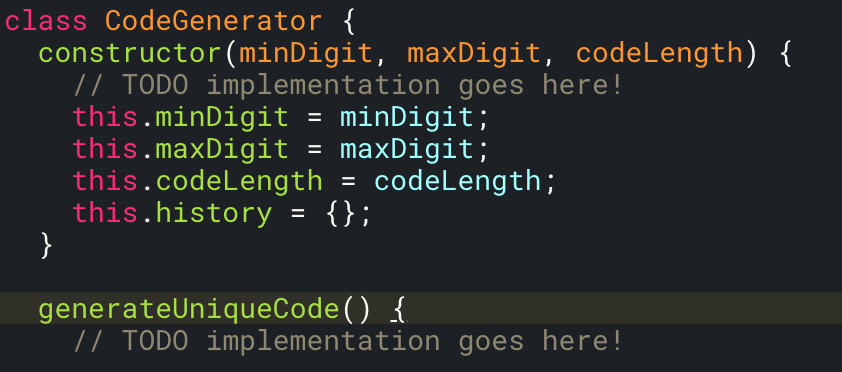 class CodeGenerator {
  constructor(minDigit, maxDigit, codeLength) {
    // TODO implementation goes here!
    this.minDigit = minDigit;
    this.maxDigit = maxDigit;
    this.codeLength = codeLength;
    this.history = {};
  }

  generateUniqueCode() {
    // TODO implementation goes here!